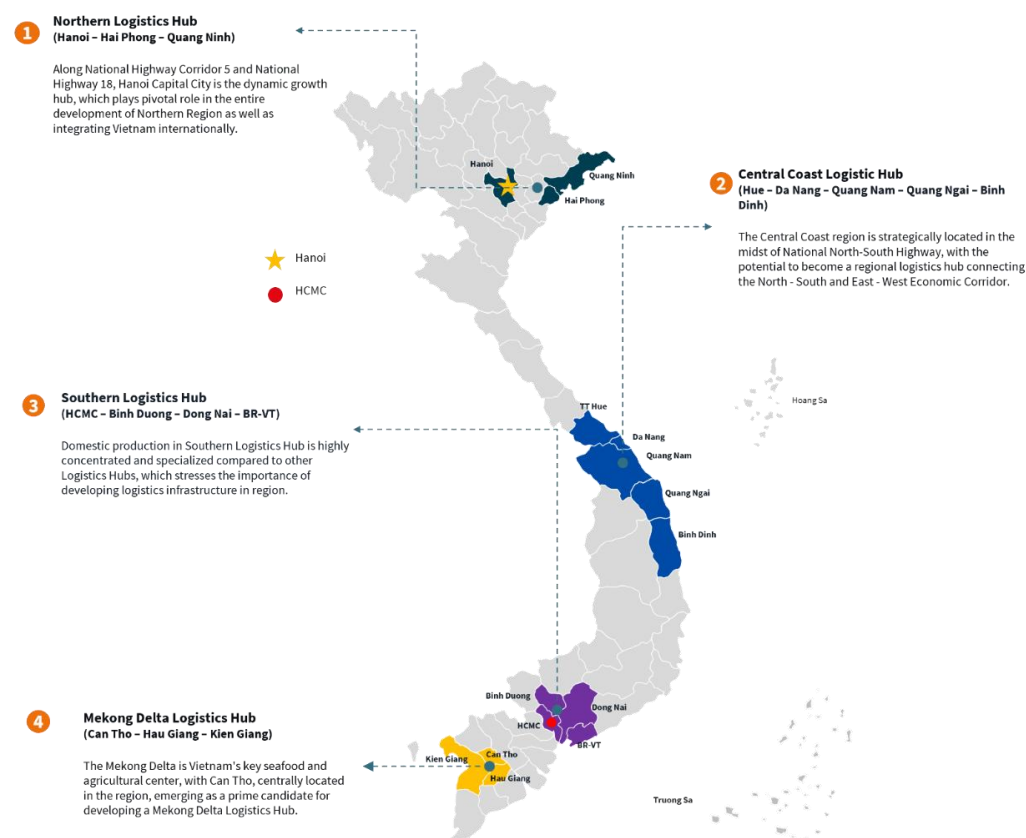 1
Northern Logistics Hub
(Hanoi – Hai Phong – Quang Ninh)
Along National Highway Corridor 5 and National
Highway 18, Hanoi Capital City is the dynamic growth
hub, which plays pivotal role in the entire
development of Northern Region as well as
integrating Vietnam internationally.
Hanoi
Quang Ninh
Hai Phong
2
Central Coast Logistic Hub
(Hue – Da Nang – Quang Nam – Quang Ngai – Binh
Dinh)
The Central Coast region is strategically located in the
midst of National North-South Highway, with the
potential to become a regional logistics hub connecting
the North - South and East - West Economic Corridor.
Hanoi
HCMC
3
Southern Logistics Hub
(HCMC – Binh Duong – Dong Nai – BR-VT)
Domestic production in Southern Logistics Hub is highly
concentrated and specialized compared to other
Logistics Hubs, which stresses the importance of
developing logistics infrastructure in region.
Hoang Sa
TT Hue
Da Nang
Quang Nam
Quang Ngai
Binh Dinh
Binh Duong
Dong Nai
HCMC
BR-VT
4
Mekong Delta Logistics Hub
(Can Tho – Hau Giang – Kien Giang)
The Mekong Delta is Vietnam's key seafood and
agricultural center, with Can Tho, centrally located
in the region, emerging as a prime candidate for
developing a Mekong Delta Logistics Hub.
Kien Giang
Can Tho
Hau Giang
Truong Sa